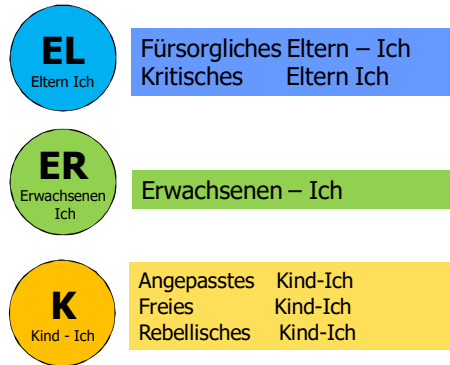 EL
Eltern Ich
Fürsorgliches Eltern – Ich
Kritisches Eltern Ich
ER
Erwachsenen
Ich
Erwachsenen – Ich
K
Kind - Ich
Angepasstes Kind-Ich
Freies Kind-Ich
Rebellisches Kind-Ich